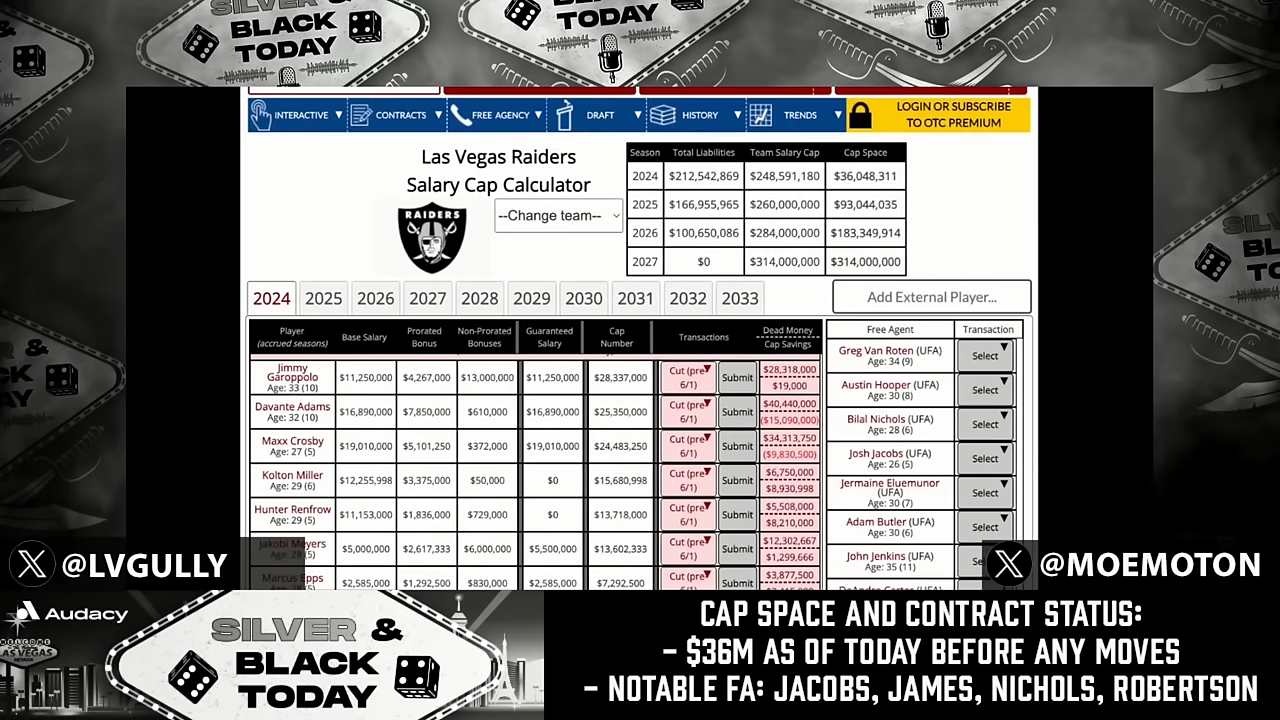 SILVER &
BLACK
TODAY
BLACK
TODAY
INTERACTIVE
CONTRACTS
FREE AGENCY
DRAFT
HISTORY
TRENDS
LOGIN OR SUBSCRIBE
TO OTC PREMIUM
Las Vegas Raiders
Salary Cap Calculator
RAIDERS
--Change team--
Season Total Liabilities Team Salary Cap Cap Space
2024 $212,542,869 $248,591,180 $36,048,311
2025 $166,955,965 $260,000,000 $93,044,035
2026 $100,650,086 $284,000,000 $183,349,914
2027 $0 $314,000,000 $314,000,000
2024 2025 2026 2027 2028 2029 2030 2031 2032 2033
Add External Player...
Player
(accrued seasons)
Base Salary
Prorated
Bonus
Non-Prorated
Bonuses
Guaranteed
Salary
Cap
Number
Transactions
Dead Money
Cap Savings
Jimmy
Garoppolo
Age: 33 (10)
$11,250,000 $4,267,000 $13,000,000 $11,250,000 $28,337,000
Cut (pre
6/1)
Submit
$28,318,000
$19,000
Davante Adams
Age: 32 (10)
$16,890,000 $7,850,000 $610,000 $16,890,000 $25,350,000
Cut (pre
6/1)
Submit
$40,440,000
($15,090,000)
Maxx Crosby
Age: 27 (5)
$19,010,000 $5,101,250 $372,000 $19,010,000 $24,483,250
Cut (pre
6/1)
Submit
$34,313,750
($9,830,500)
Kolton Miller
Age: 29 (6)
$12,255,998 $3,375,000 $50,000 $0 $15,680,998
Cut (pre
6/1)
Submit
$6,750,000
$8,930,998
Hunter Renfrow
Age: 29 (5)
$11,153,000 $1,836,000 $729,000 $0 $13,718,000
Cut (pre
6/1)
Submit
$5,508,000
$8,210,000
Jakobi Meyers
Age: 28 (5)
$5,000,000 $2,617,333 $6,000,000 $5,500,000 $13,602,333
Cut (pre
6/1)
Submit
$12,302,667
$1,299,666
Marcus Epps
$2,585,000 $1,292,500 $830,000 $2,585,000 $7,292,500
Cut (pre
6/1)
Submit
$3,877,500
Free Agent Transaction
Greg Van Roten (UFA)
Age: 34 (9)
Select
Austin Hooper (UFA)
Age: 30 (8)
Select
Bilal Nichols (UFA)
Age: 28 (6)
Select
Josh Jacobs (UFA)
Age: 26 (5)
Select
Jermaine Eluemunor
(UFA)
Age: 30 (7)
Select
Adam Butler (UFA)
Age: 30 (6)
Select
John Jenkins (UFA)
Age: 35 (11)
@LVGULLY
@MOEMOTON
Audacy
WELCOME
LAS VEGAS
NEVADA
SILVER &
BLACK
TODAY
CAP SPACE AND CONTRACT STATUS:
- $36M AS OF TODAY BEFORE ANY MOVES
- NOTABLE FA: JACOBS, JAMES, NICHOLS, ROBERTSON